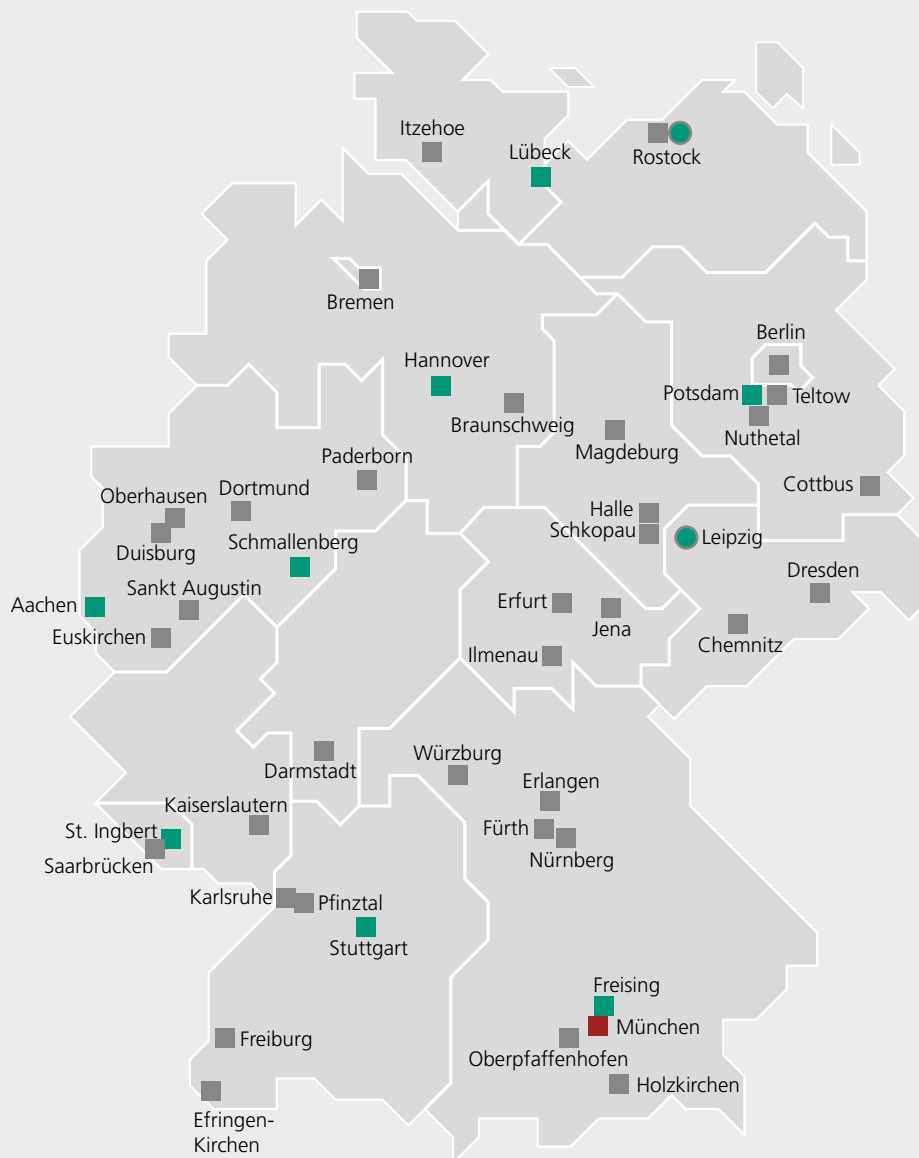 Itzehoe
Lübeck
Rostock
Bremen
Hannover
Berlin
Potsdam
Teltow
Braunschweig
Nuthetal
Magdeburg
Paderborn
Cottbus
Oberhausen
Dortmund
Halle
Schkopau
Leipzig
Duisburg
Schmallenberg
Dresden
Sankt Augustin
Aachen
Erfurt
Jena
Euskirchen
Chemnitz
Ilmenau
Würzburg
Darmstadt
Erlangen
Kaiserslautern
Fürth
St. Ingbert
Nürnberg
Saarbrücken
Karlsruhe
Pfinztal
Stuttgart
Freising
München
Freiburg
Oberpfaffenhofen
Holzkirchen
Efringen-
Kirchen